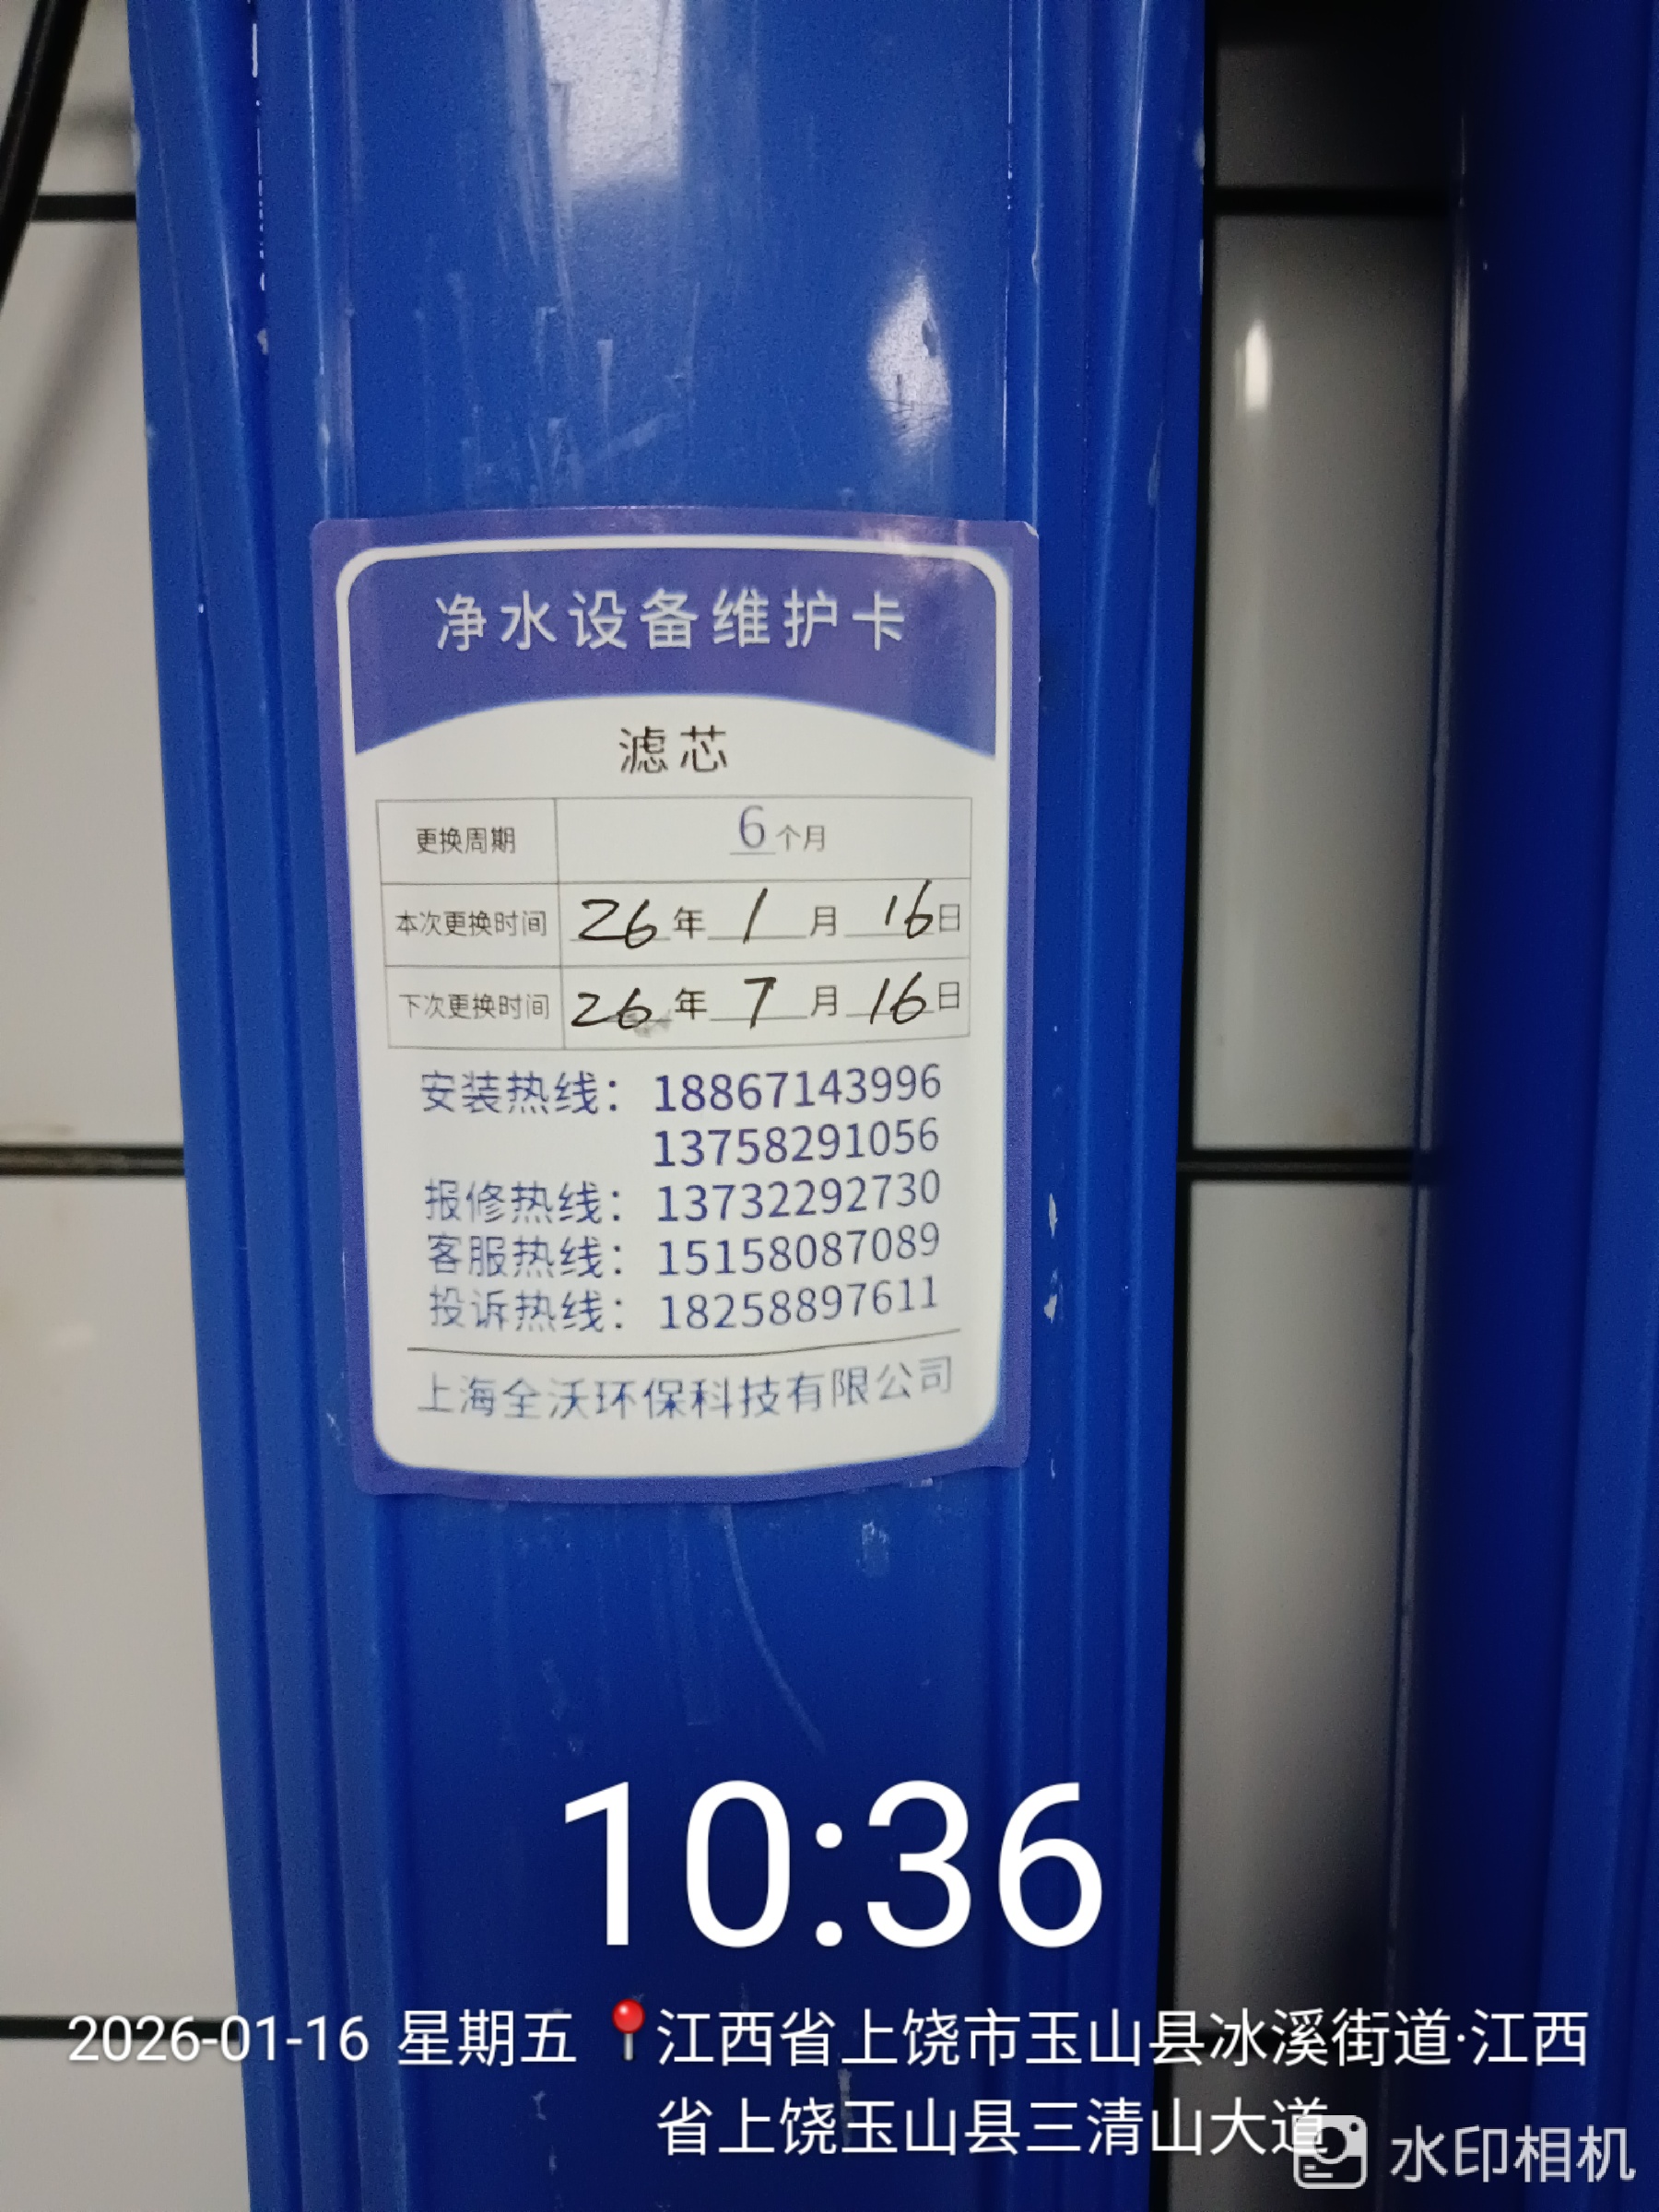 净水设备维护卡
滤芯
更换周期 6个月
本次更换时间 26年1月16日
下次更换时间 26年7月16日
安装热线：18867143996
13758291056
报修热线：13732292730
客服热线：15158087089
投诉热线：18258897611
上海全沃环保科技有限公司
10:36
2026-01-16 星期五 📍江西省上饶市玉山县冰溪街道·江西
省上饶玉山县三清山大道
水印相机